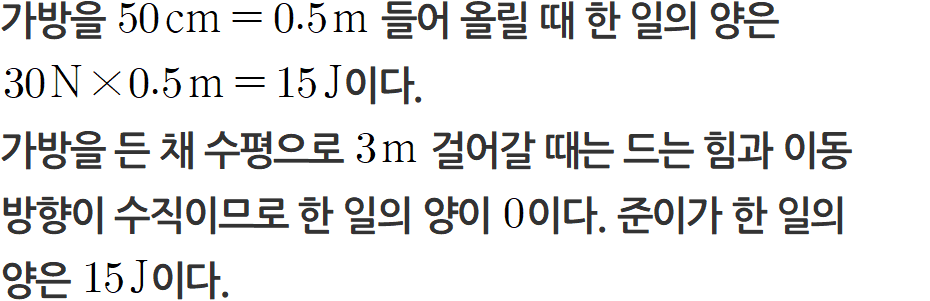 가방을 50 cm = 0.5 m 들어 올릴 때 한 일의 양은
30 N × 0.5 m = 15 J이다.
가방을 든 채 수평으로 3 m 걸어갈 때는 드는 힘과 이동
방향이 수직이므로 한 일의 양이 0이다. 준이가 한 일의
양은 15 J이다.